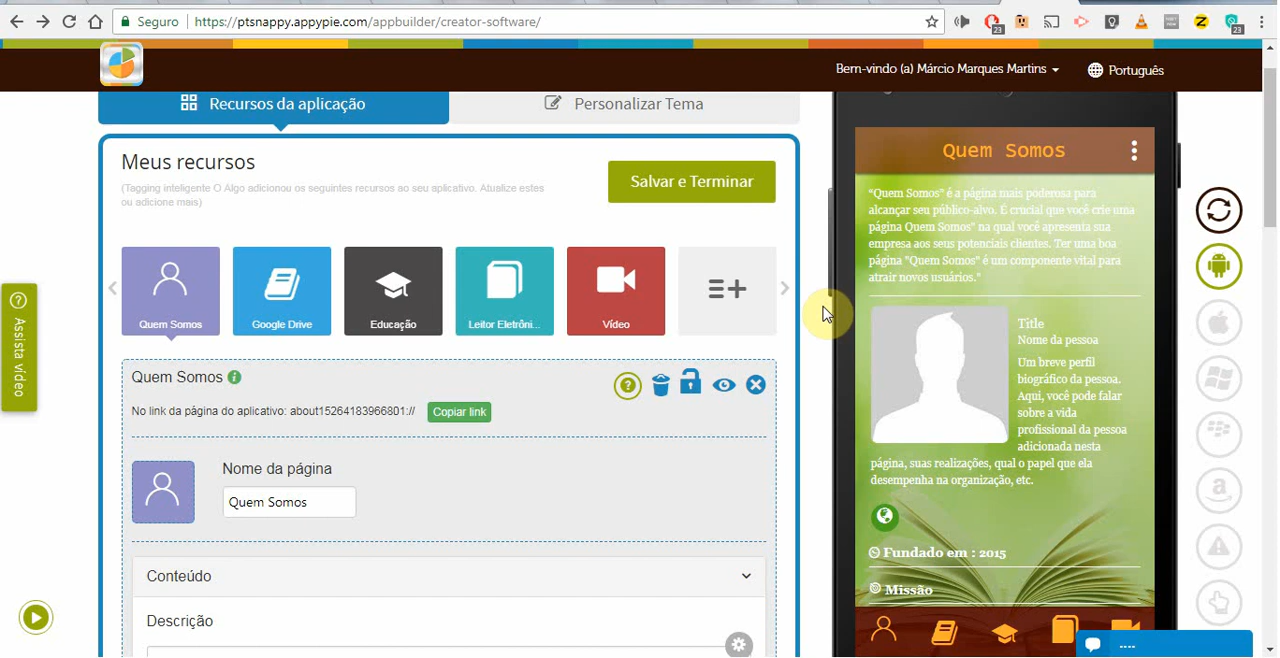 Seguro
https://ptsnappy.appypie.com/appbuilder/creator-software/
23
23
Bem-vindo (a) Márcio Marques Martins
Português
Recursos da aplicação
Personalizar Tema
Meus recursos
(Tagging inteligente O Algo adicionou os seguintes recursos ao seu aplicativo. Atualize estes
ou adicione mais)
Salvar e Terminar
Quem Somos
Google Drive
Educação
Leitor Eletrôni...
Vídeo
Assista vídeo
Quem Somos
No link da página do aplicativo: about15264183966801://
Copiar link
Nome da página
Quem Somos
Conteúdo
Descrição
Quem Somos
“Quem Somos” é a página mais poderosa para
alcançar seu público-alvo. É crucial que você crie uma
página Quem Somos” na qual você apresenta sua
empresa aos seus potenciais clientes. Ter uma boa
página "Quem Somos" é um componente vital para
atrair novos usuários."
Title
Nome da pessoa
Um breve perfil
biográfico da pessoa.
Aqui, você pode falar
sobre a vida
profissional da pessoa
adicionada nesta
página, suas realizações, qual o papel que ela
desempenha na organização, etc.
Fundado em : 2015
Missão
----